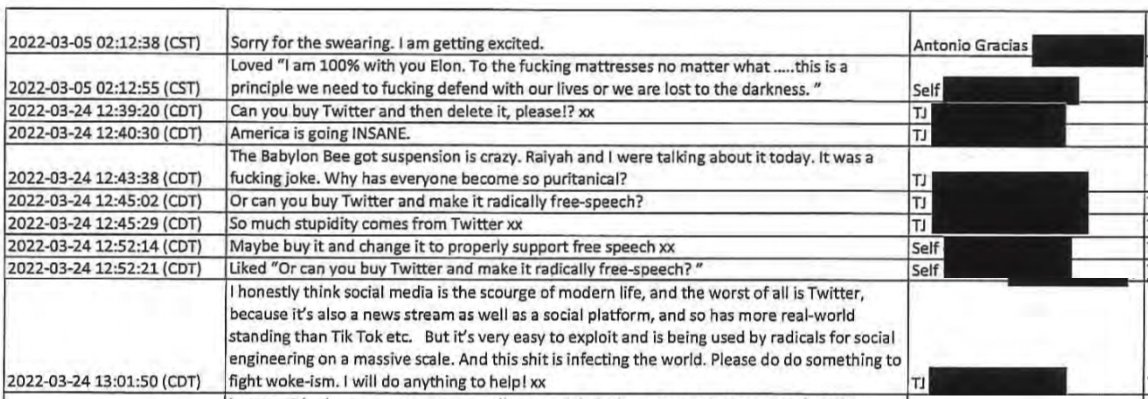 2022-03-05 02:12:38 (CST) Sorry for the swearing. I am getting excited. Antonio Gracias
Loved "I am 100% with you Elon. To the fucking mattresses no matter what .....this is a
2022-03-05 02:12:55 (CST) principle we need to fucking defend with our lives or we are lost to the darkness. " Self
2022-03-24 12:39:20 (CDT) Can you buy Twitter and then delete it, please!? xx TJ
2022-03-24 12:40:30 (CDT) America is going INSANE. TJ
The Babylon Bee got suspension is crazy. Raiyah and I were talking about it today. It was a
2022-03-24 12:43:38 (CDT) fucking joke. Why has everyone become so puritanical? TJ
2022-03-24 12:45:02 (CDT) Or can you buy Twitter and make it radically free-speech? TJ
2022-03-24 12:45:29 (CDT) So much stupidity comes from Twitter xx TJ
2022-03-24 12:52:14 (CDT) Maybe buy it and change it to properly support free speech xx Self
2022-03-24 12:52:21 (CDT) Liked "Or can you buy Twitter and make it radically free-speech? " Self
I honestly think social media is the scourge of modern life, and the worst of all is Twitter,
because it's also a news stream as well as a social platform, and so has more real-world
standing than Tik Tok etc. But it's very easy to exploit and is being used by radicals for social
engineering on a massive scale. And this shit is infecting the world. Please do do something to
2022-03-24 13:01:50 (CDT) fight woke-ism. I will do anything to help! xx TJ